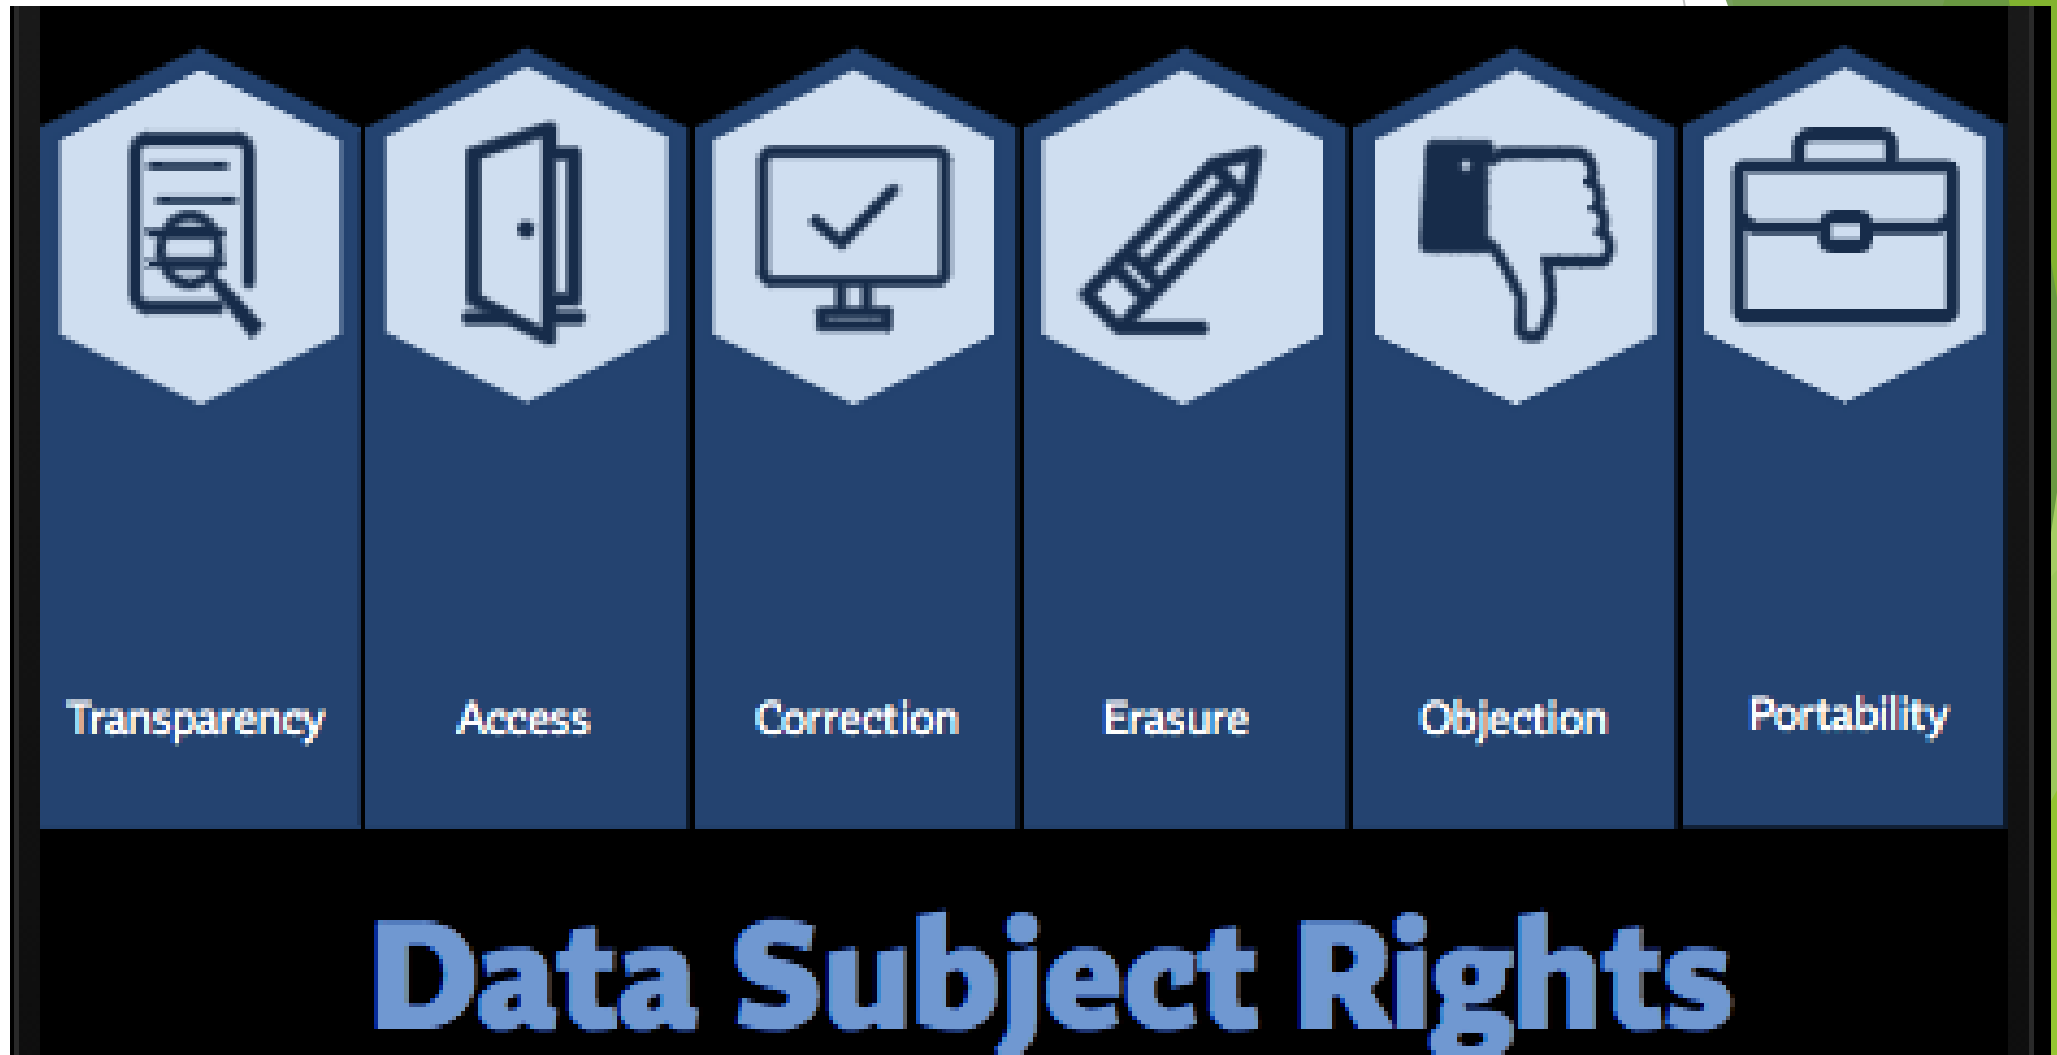 Transparency
Access
Correction
Erasure
Objection
Portability
Data Subject Rights